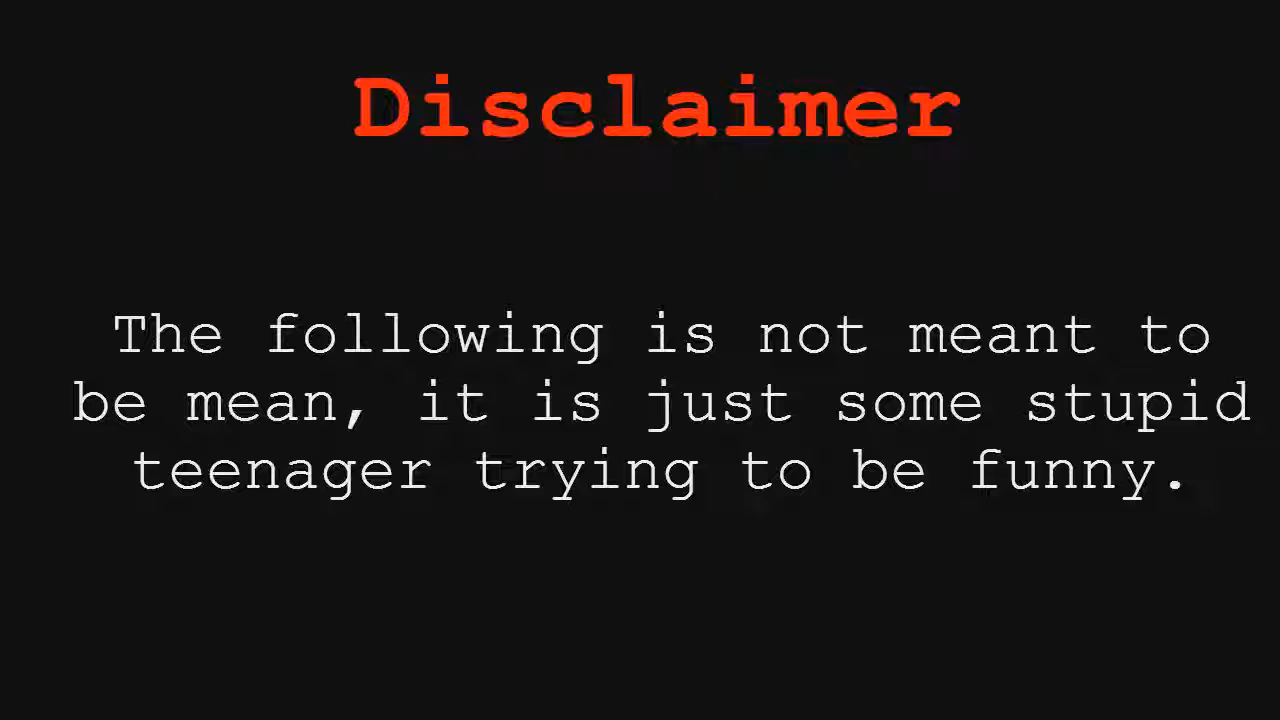 Disclaimer
The following is not meant to
be mean, it is just some stupid
teenager trying to be funny.